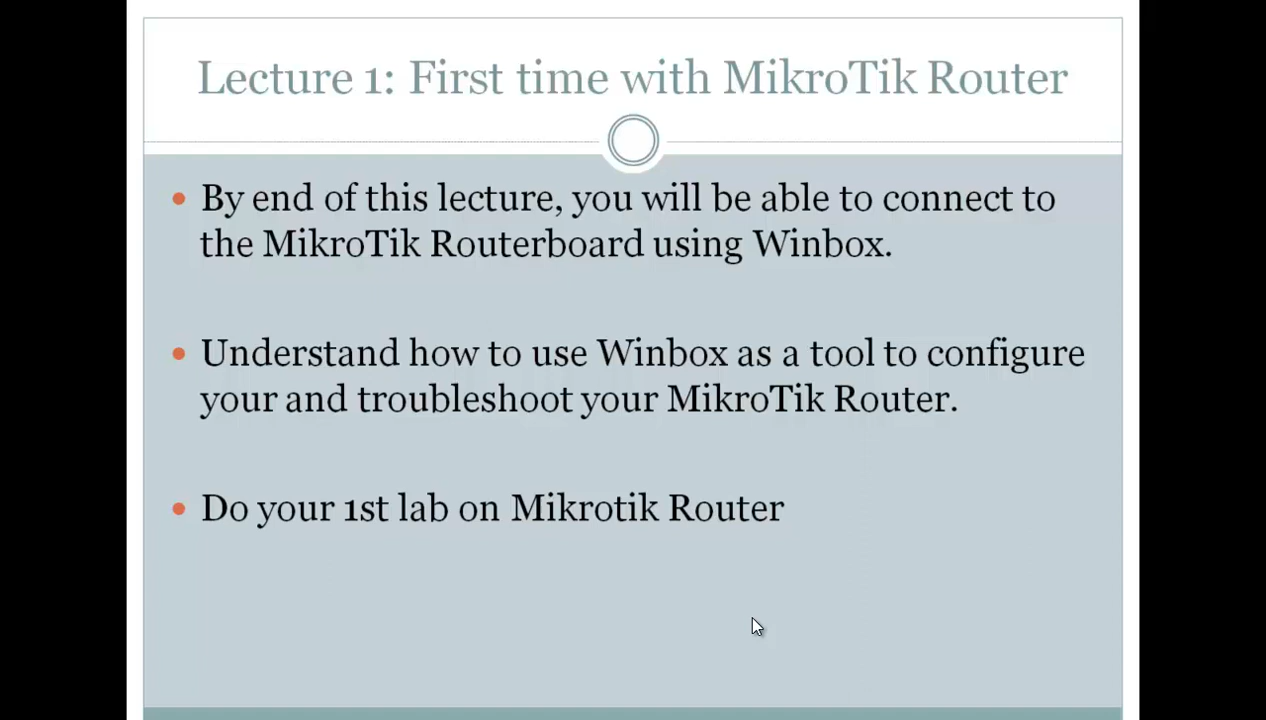 Lecture 1: First time with MikroTik Router
• By end of this lecture, you will be able to connect to
the MikroTik Routerboard using Winbox.
• Understand how to use Winbox as a tool to configure
your and troubleshoot your MikroTik Router.
• Do your 1st lab on Mikrotik Router